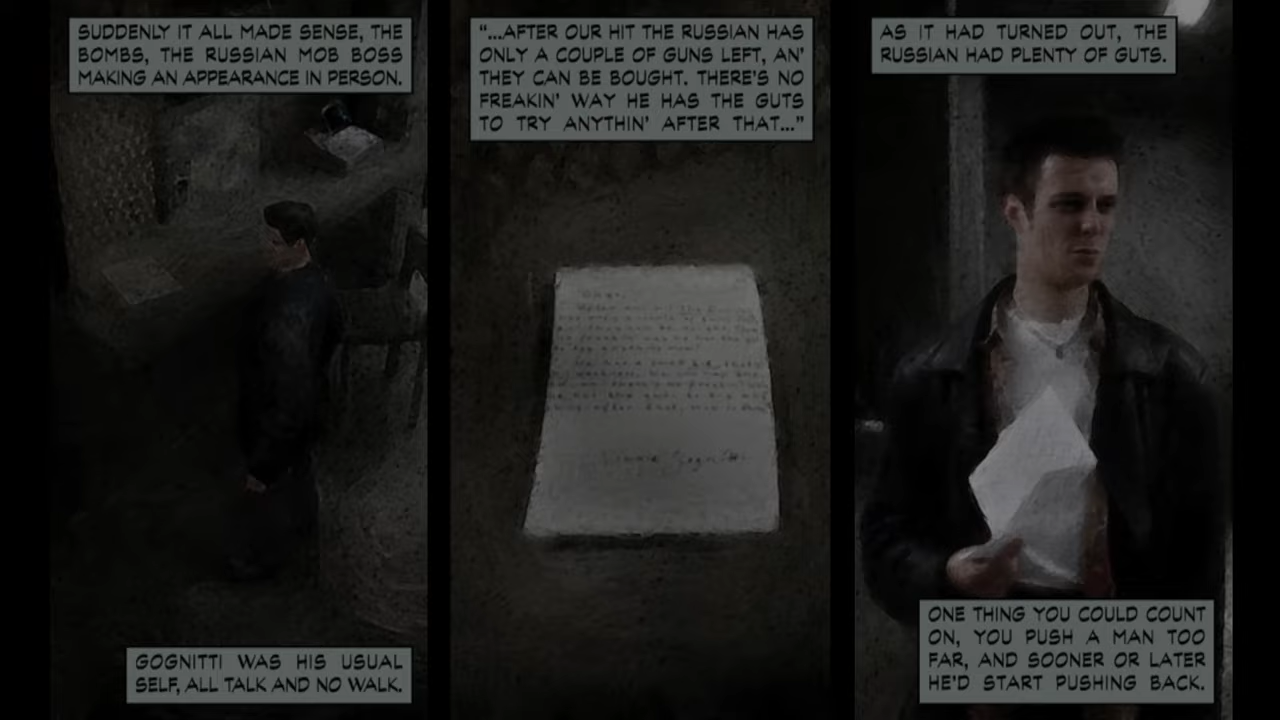 SUDDENLY IT ALL MADE SENSE, THE
BOMBS, THE RUSSIAN MOB BOSS
MAKING AN APPEARANCE IN PERSON.
GOGNITTI WAS HIS USUAL
SELF, ALL TALK AND NO WALK.
“...AFTER OUR HIT THE RUSSIAN HAS
ONLY A COUPLE OF GUNS LEFT, AN’
THEY CAN BE BOUGHT. THERE’S NO
FREAKIN’ WAY HE HAS THE GUTS
TO TRY ANYTHIN’ AFTER THAT...”
AS IT HAD TURNED OUT, THE
RUSSIAN HAD PLENTY OF GUTS.
ONE THING YOU COULD COUNT
ON, YOU PUSH A MAN TOO
FAR, AND SOONER OR LATER
HE’D START PUSHING BACK.